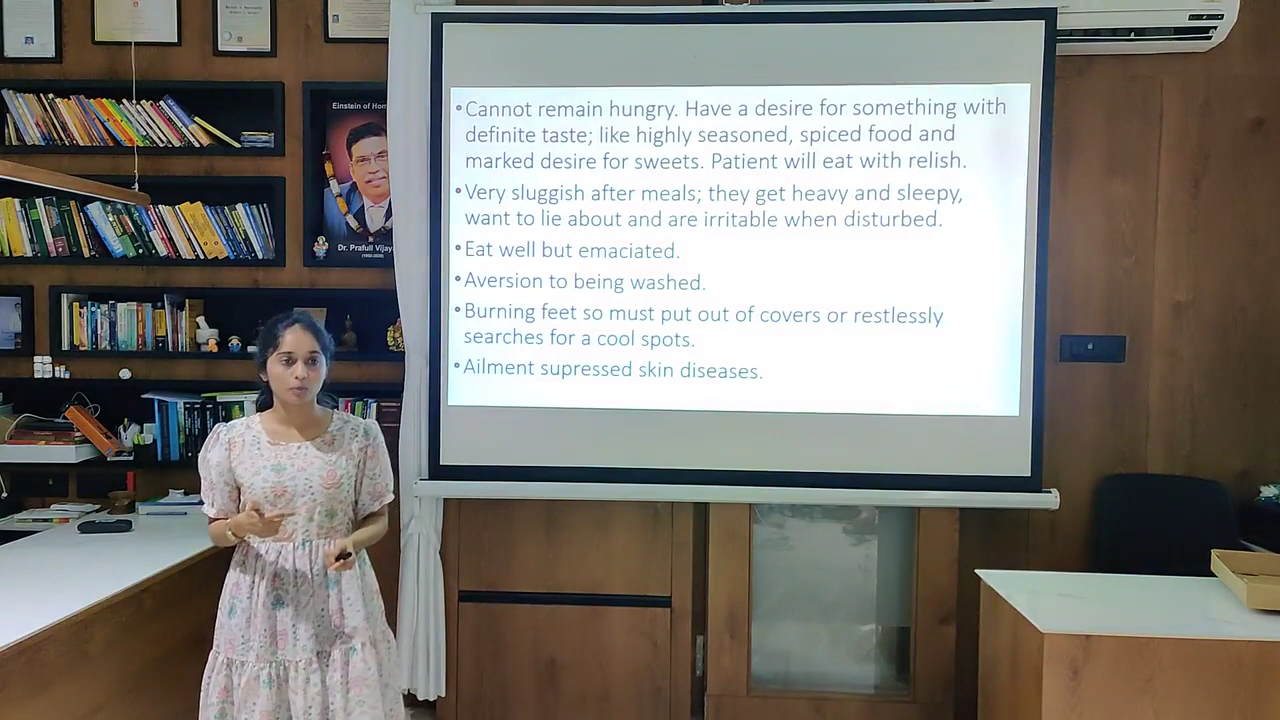 Einstein of Hom
Dr. Prafull Vijay
(1952-2020)
•Cannot remain hungry. Have a desire for something with
definite taste; like highly seasoned, spiced food and
marked desire for sweets. Patient will eat with relish.
•Very sluggish after meals; they get heavy and sleepy,
want to lie about and are irritable when disturbed.
•Eat well but emaciated.
•Aversion to being washed.
•Burning feet so must put out of covers or restlessly
searches for a cool spots.
•Ailment supressed skin diseases.